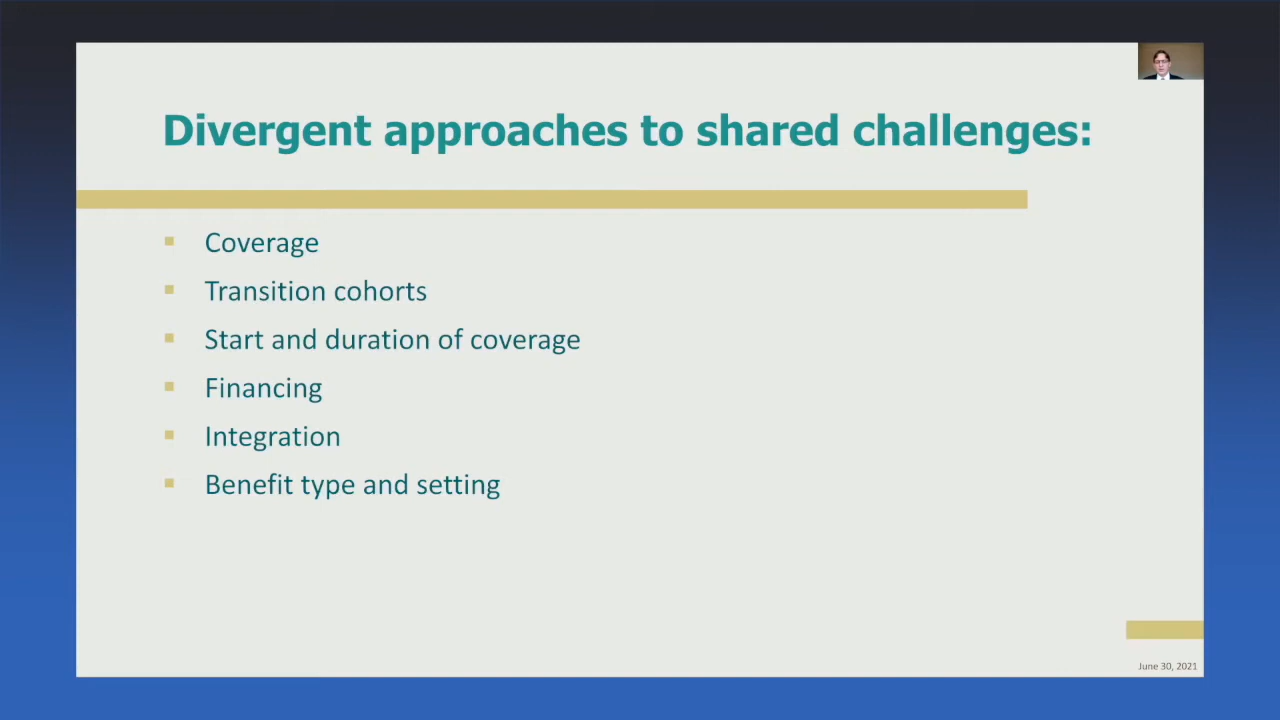 Divergent approaches to shared challenges:
Coverage
Transition cohorts
Start and duration of coverage
Financing
Integration
Benefit type and setting
June 30, 2021